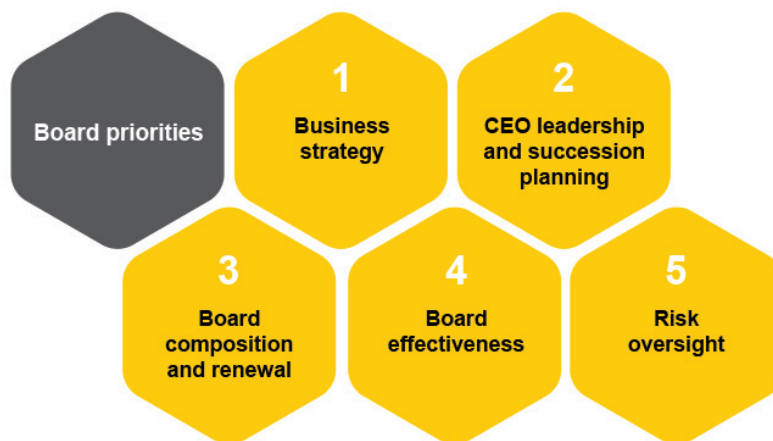 Board priorities
1
Business
strategy
2
CEO leadership
and succession
planning
3
Board
composition
and renewal
4
Board
effectiveness
5
Risk
oversight